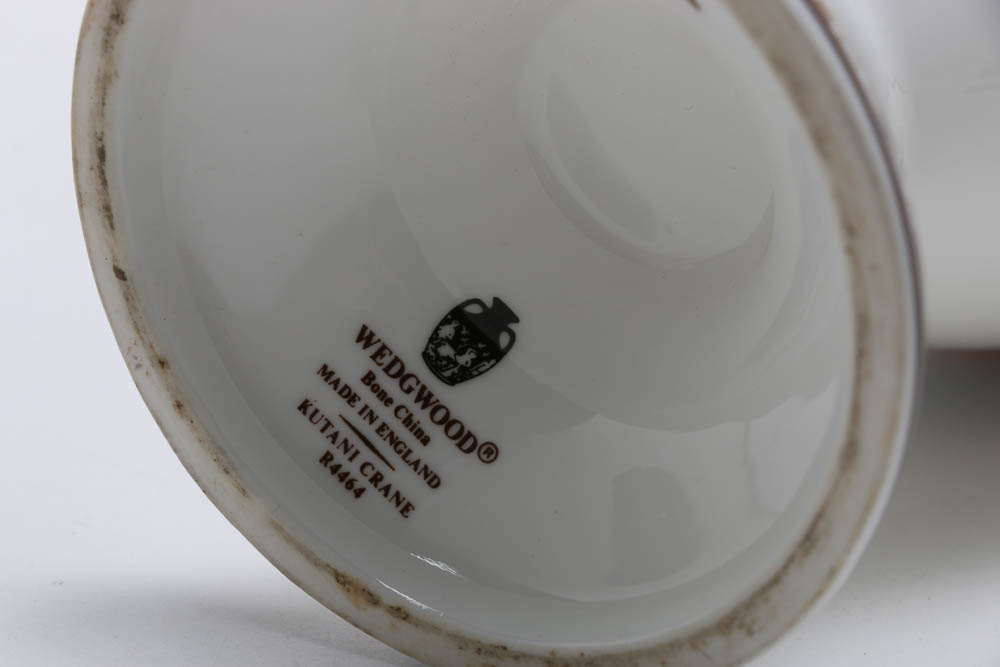 WEDGWOOD®
Bone China
MADE IN ENGLAND
KUTANI CRANE
R4464